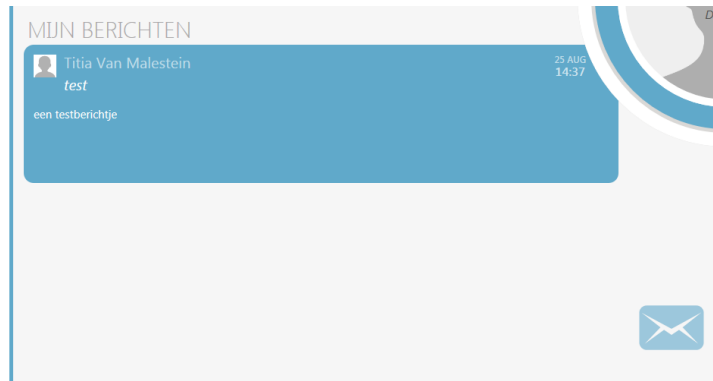 MIJN BERICHTEN
Titia Van Malestein
25 AUG
14:37
test
een testberichtje